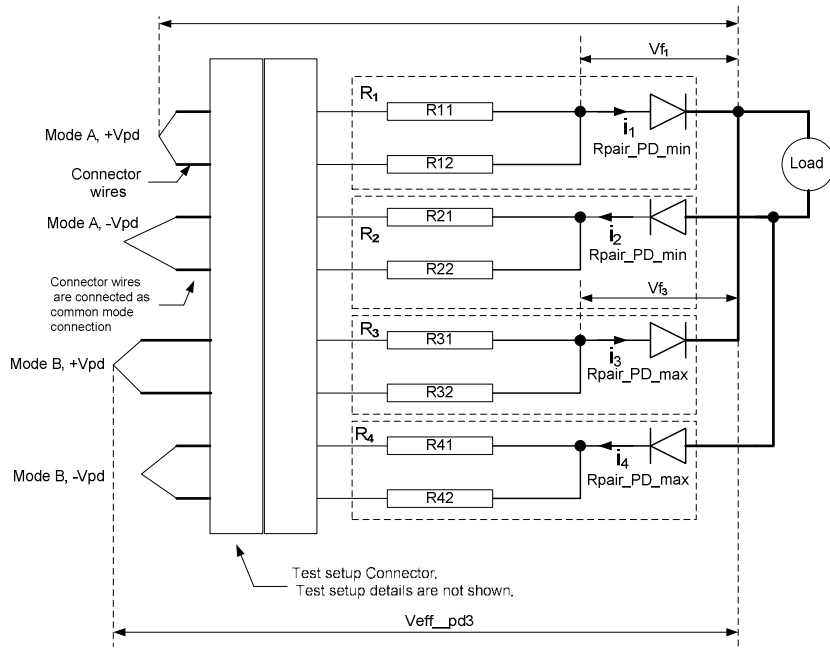 Vf₁
R₁
R11
i₁
Rpair_PD_min
R12
Mode A, +Vpd
Connector
wires
Load
Mode A, -Vpd
R₂
R21
i₂
Rpair_PD_min
R22
Connector wires
are connected as
common mode
connection
Vf₃
R₃
R31
i₃
Rpair_PD_max
R32
Mode B, +Vpd
R₄
R41
i₄
Rpair_PD_max
R42
Mode B, -Vpd
Test setup Connector.
Test setup details are not shown.
Veff__pd3